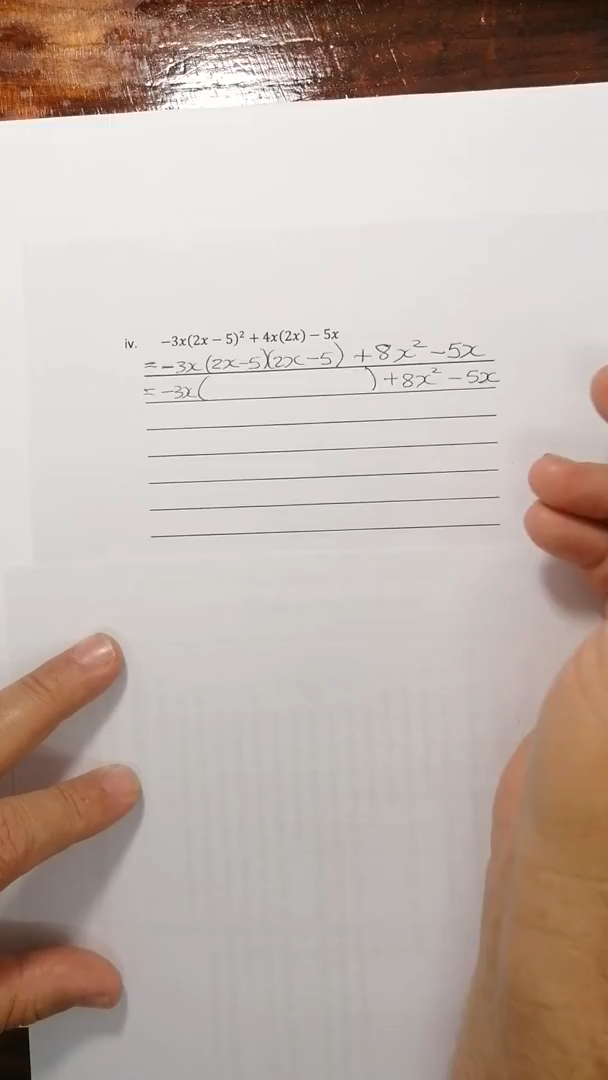 iv. -3x(2x – 5)² + 4x(2x) – 5x
= -3x (2x-5)(2x-5) + 8x² - 5x
= -3x(                    ) + 8x² - 5x